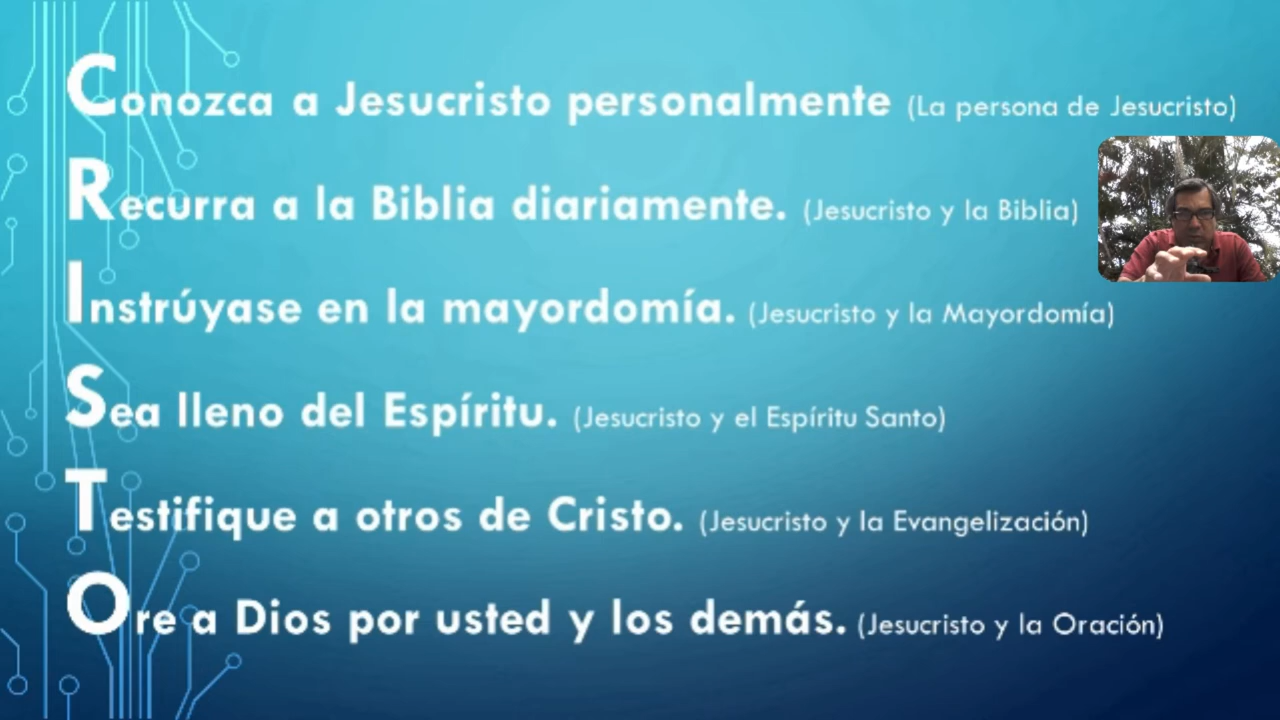 Conozca a Jesucristo personalmente (La persona de Jesucristo)
Recurra a la Biblia diariamente. (Jesucristo y la Biblia)
Instrúyase en la mayordomía. (Jesucristo y la Mayordomía)
Sea lleno del Espíritu. (Jesucristo y el Espíritu Santo)
Testifique a otros de Cristo. (Jesucristo y la Evangelización)
Ore a Dios por usted y los demás. (Jesucristo y la Oración)